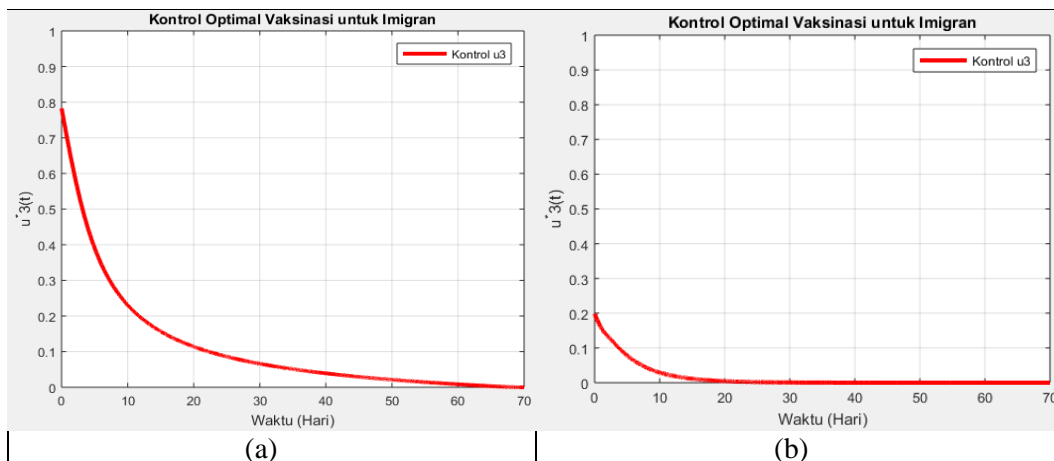 Kontrol Optimal Vaksinasi untuk Imigran
Kontrol u3
1
0.9
0.8
0.7
0.6
0.5
0.4
0.3
0.2
0.1
0
u*3(t)
0 10 20 30 40 50 60 70
Waktu (Hari)
(a)
Kontrol Optimal Vaksinasi untuk Imigran
Kontrol u3
1
0.9
0.8
0.7
0.6
0.5
0.4
0.3
0.2
0.1
0
u*3(t)
0 10 20 30 40 50 60 70
Waktu (Hari)
(b)